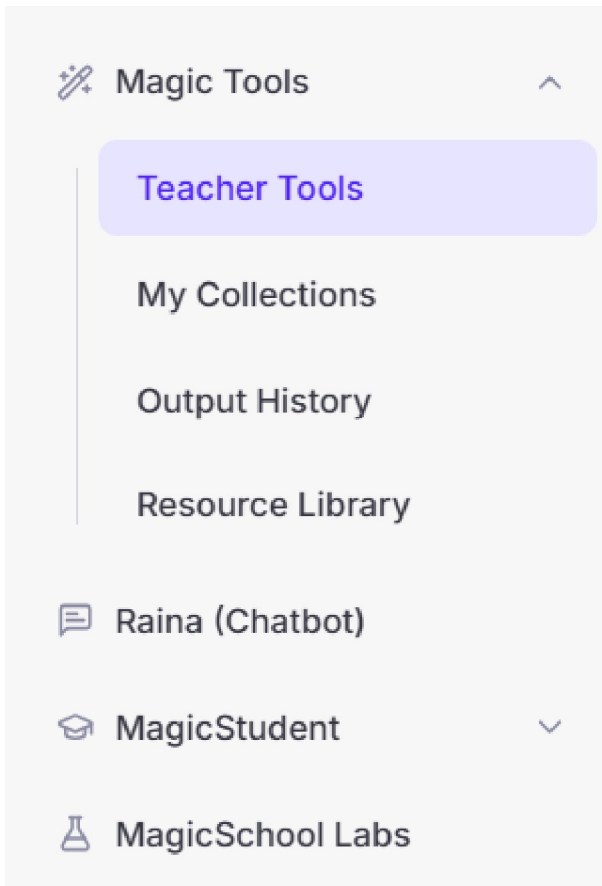 Magic Tools
Teacher Tools
My Collections
Output History
Resource Library
Raina (Chatbot)
MagicStudent
MagicSchool Labs